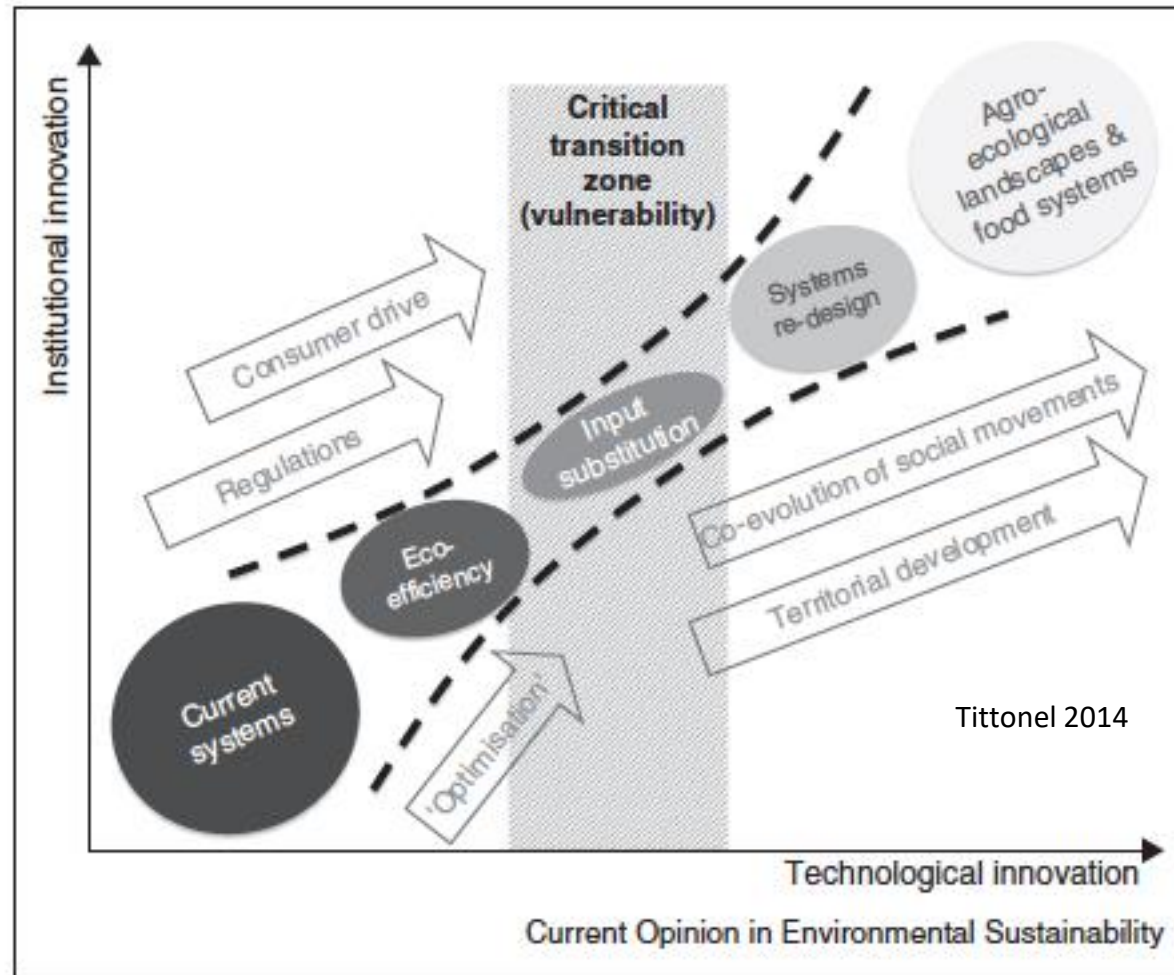 Institutional innovation
Critical
transition
zone
(vulnerability)
Agro-
ecological
landscapes &
food systems
Systems
re-design
Consumer drive
Regulations
Input
substitution
Eco-
efficiency
Current
systems
'Optimisation'
Co-evolution of social movements
Territorial development
Tittonel 2014
Technological innovation
Current Opinion in Environmental Sustainability